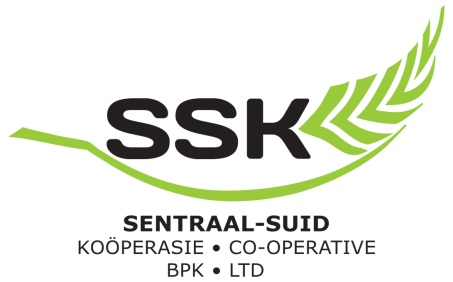 SSK
SENTRAAL-SUID
KOÖPERASIE • CO-OPERATIVE
BPK • LTD